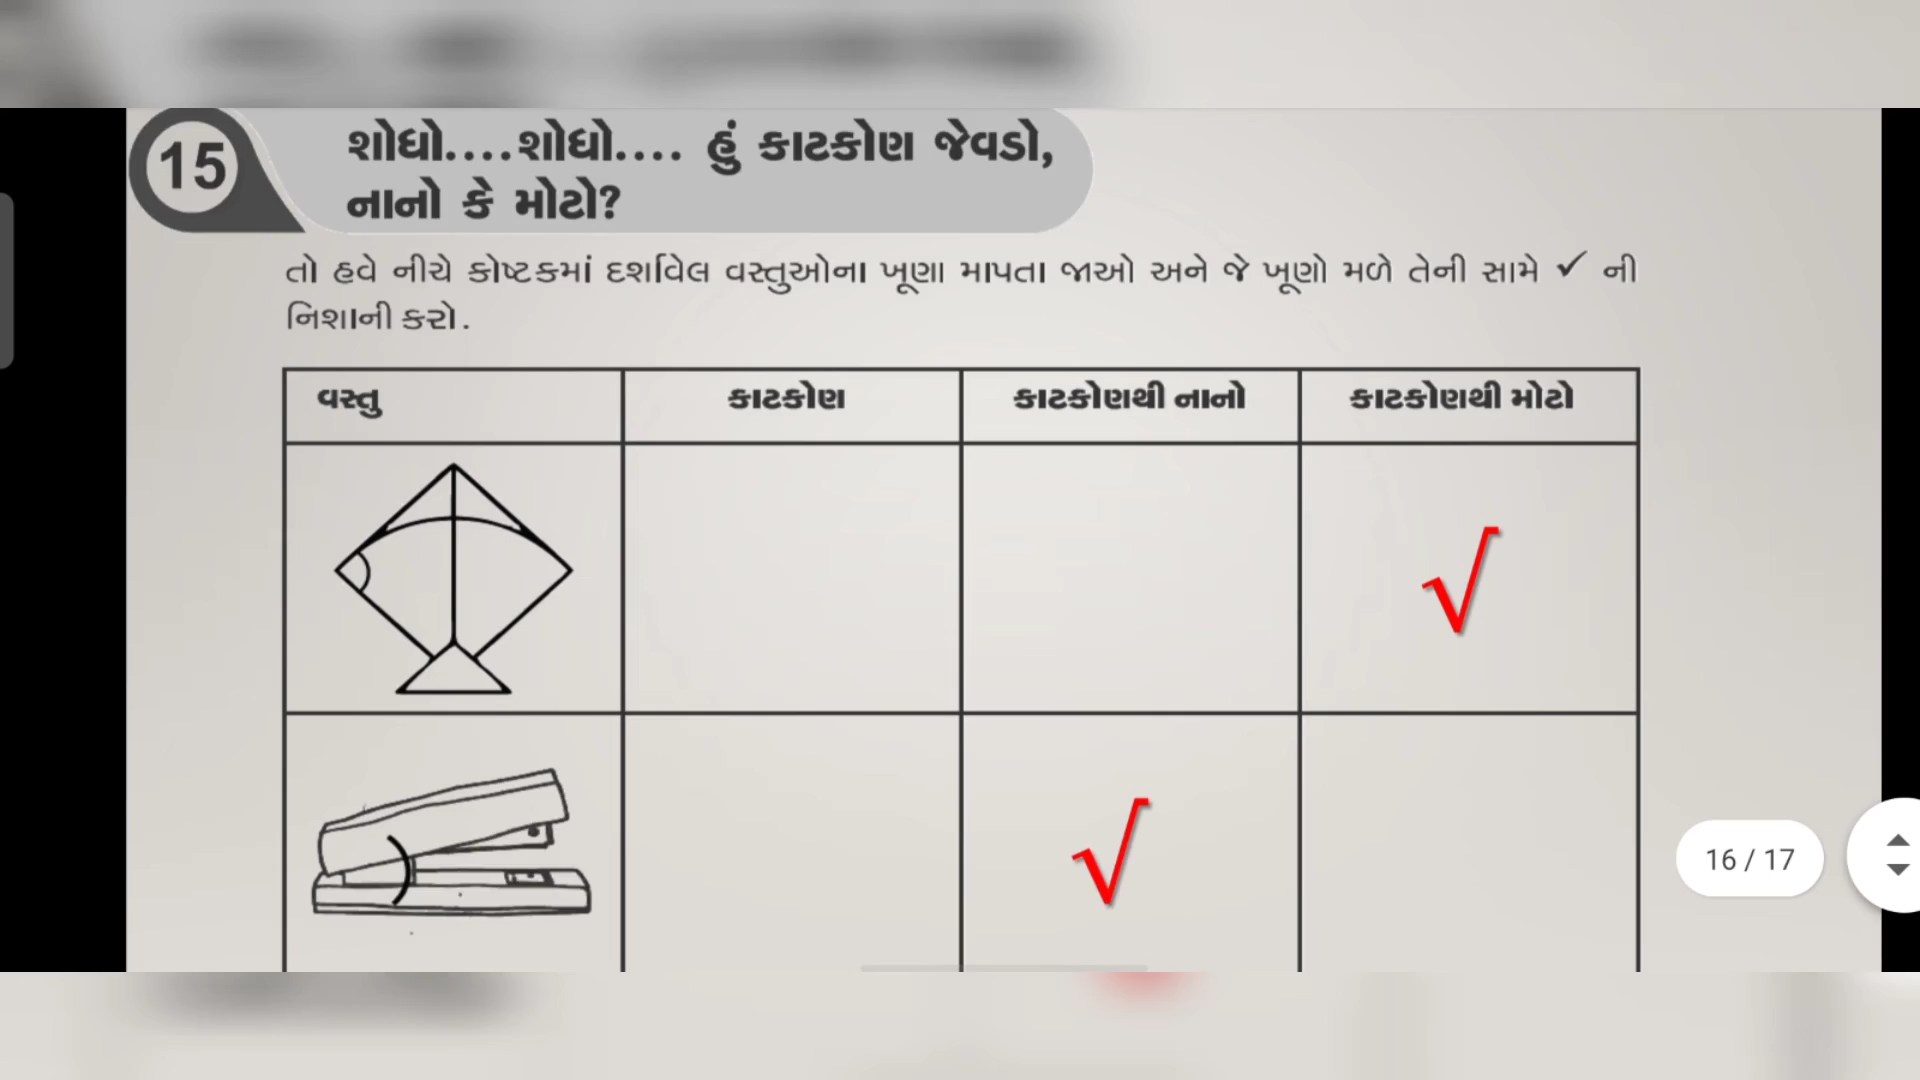 15
શોધો....શોધો.... હું કાટકોણ જેવડો,
નાનો કે મોટો?
તો હવે નીચે કોષ્ટકમાં દર્શાવેલ વસ્તુઓના ખૂણા માપતા જાઓ અને જે ખૂણો મળે તેની સામે ✓ ની
નિશાની કરો.
વસ્તુ કાટકોણ કાટકોણથી નાનો કાટકોણથી મોટો
√
√
16 / 17